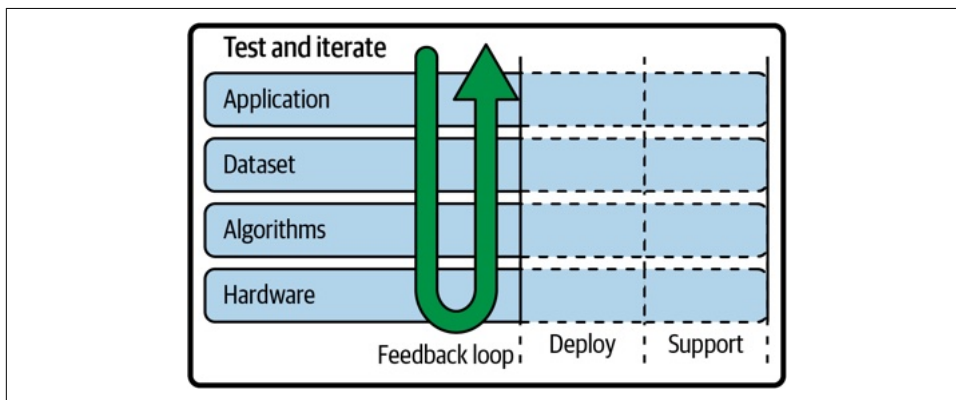 Test and iterate
Application
Dataset
Algorithms
Hardware
Feedback loop
Deploy
Support